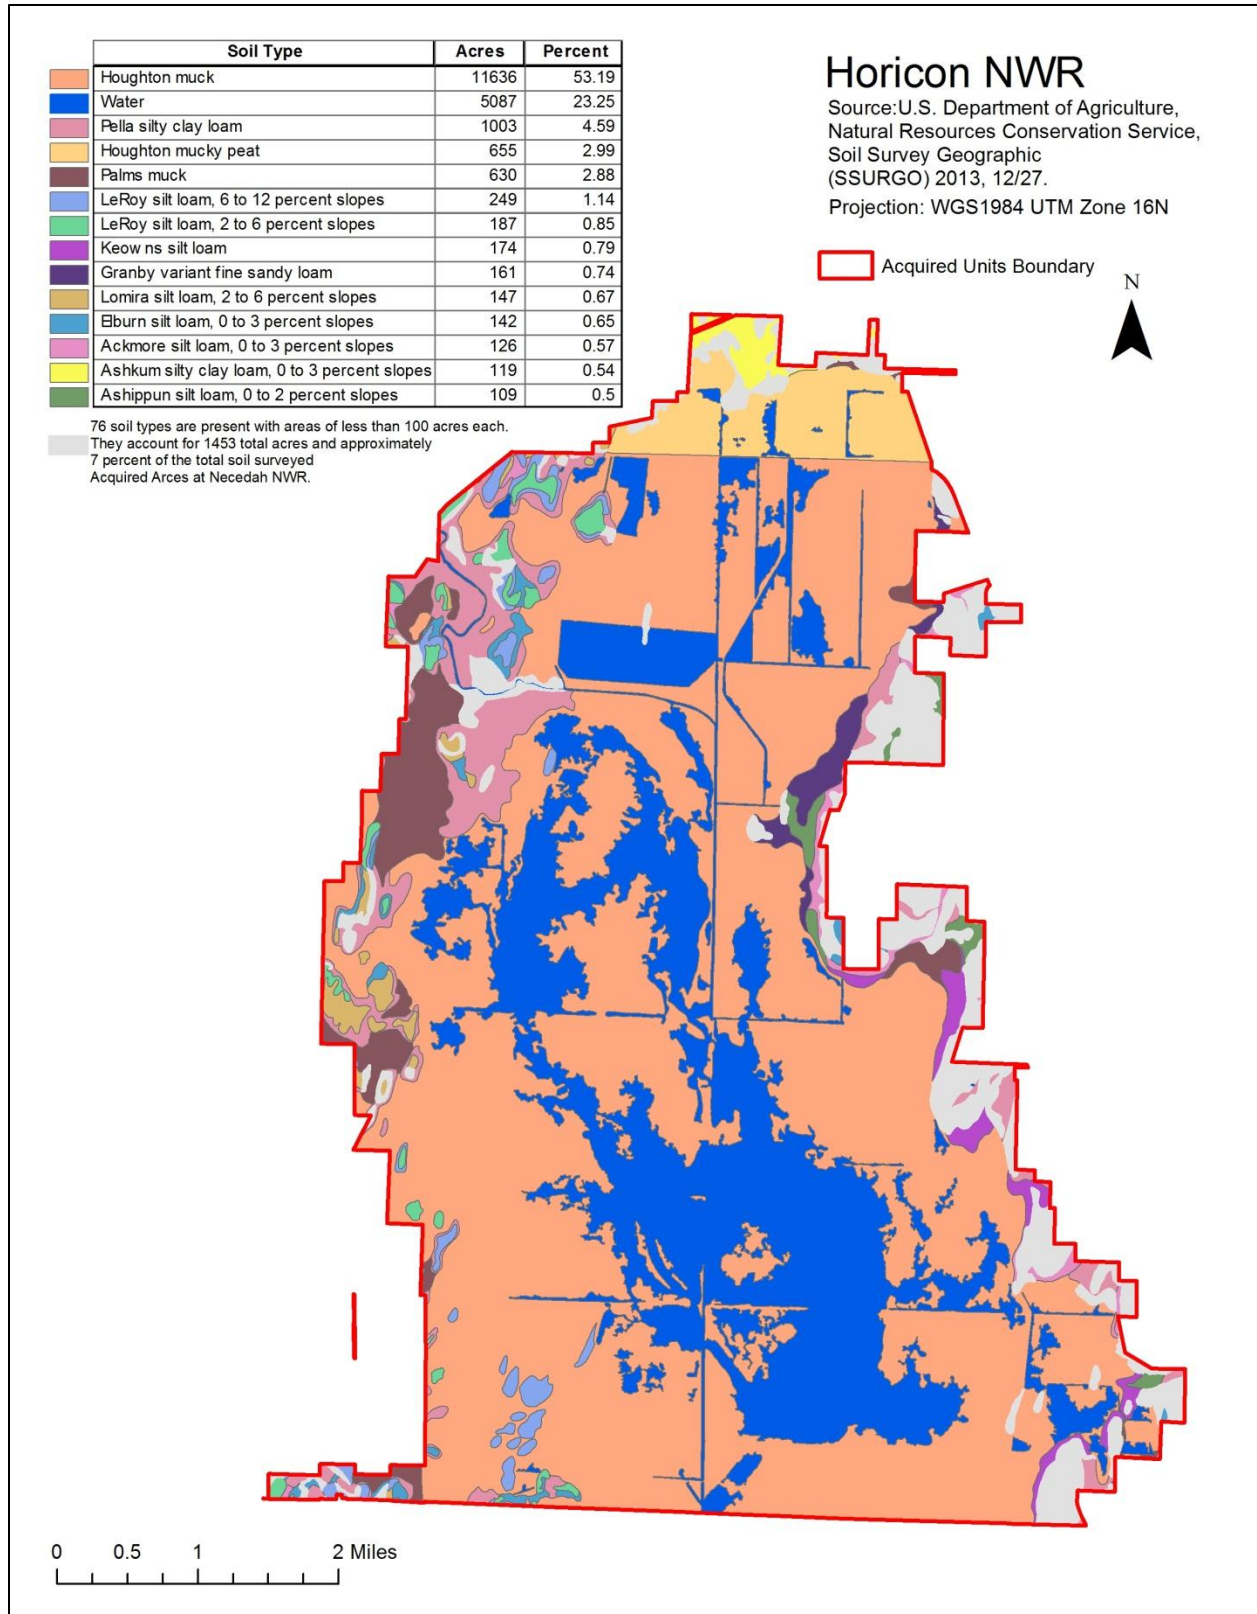 Soil Type Acres Percent
Houghton muck 11636 53.19
Water 5087 23.25
Pella silty clay loam 1003 4.59
Houghton mucky peat 655 2.99
Palms muck 630 2.88
LeRoy silt loam, 6 to 12 percent slopes 249 1.14
LeRoy silt loam, 2 to 6 percent slopes 187 0.85
Keowns silt loam 174 0.79
Granby variant fine sandy loam 161 0.74
Lomira silt loam, 2 to 6 percent slopes 147 0.67
Elburn silt loam, 0 to 3 percent slopes 142 0.65
Ackmore silt loam, 0 to 3 percent slopes 126 0.57
Ashkum silty clay loam, 0 to 3 percent slopes 119 0.54
Ashippun silt loam, 0 to 2 percent slopes 109 0.5
76 soil types are present with areas of less than 100 acres each.
They account for 1453 total acres and approximately
7 percent of the total soil surveyed
Acquired Arces at Necedah NWR.
Horicon NWR
Source:U.S. Department of Agriculture,
Natural Resources Conservation Service,
Soil Survey Geographic
(SSURGO) 2013, 12/27.
Projection: WGS1984 UTM Zone 16N
Acquired Units Boundary
N
0 0.5 1 2 Miles